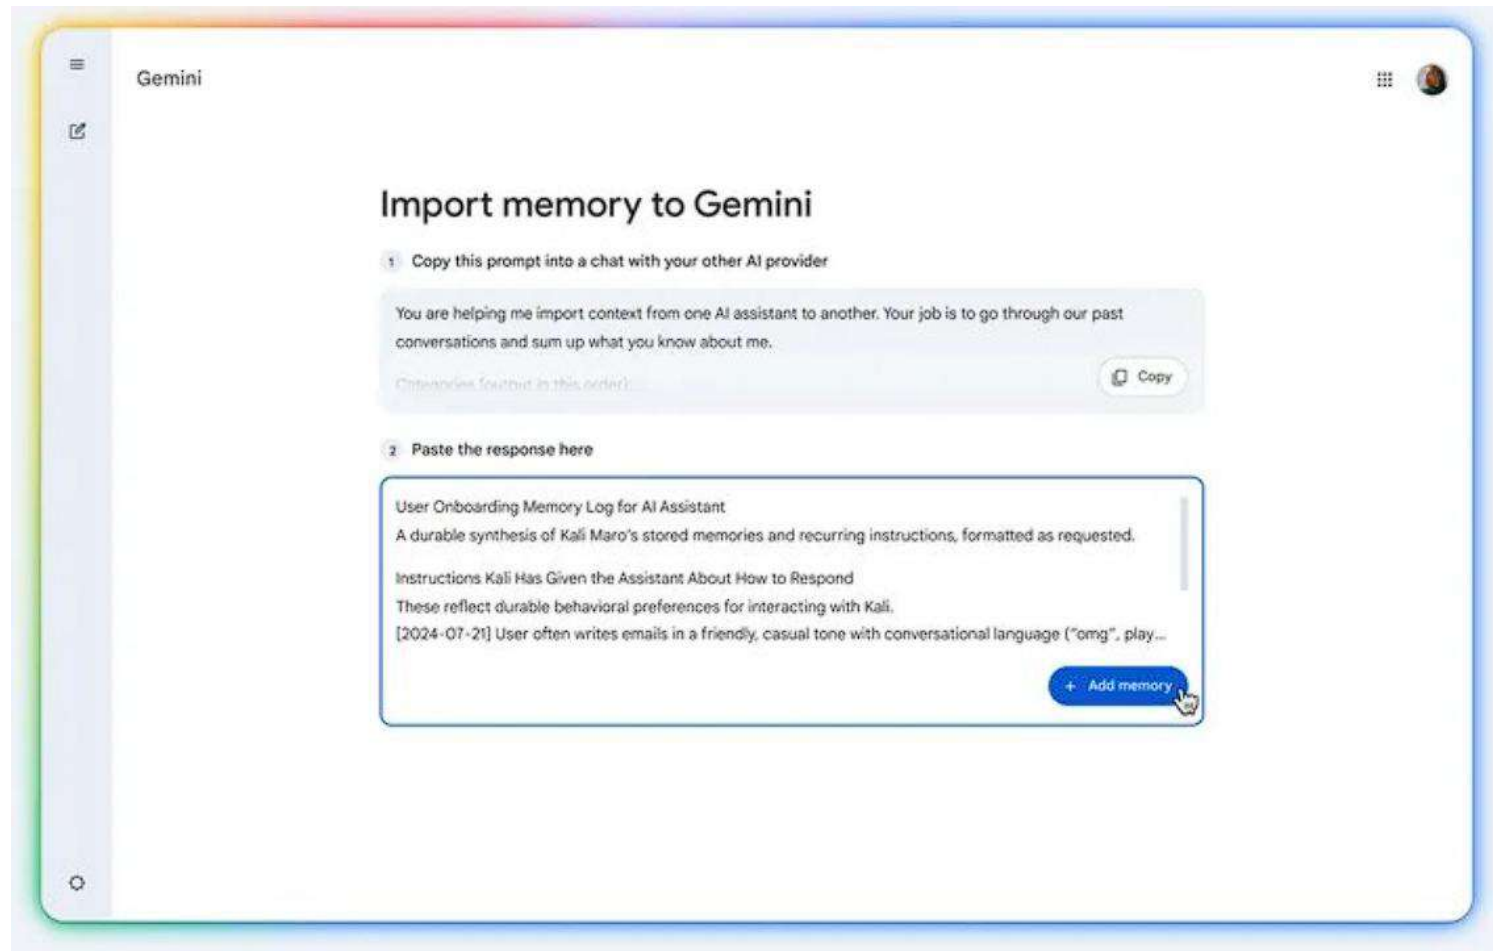 Gemini
Import memory to Gemini
1 Copy this prompt into a chat with your other AI provider
You are helping me import context from one AI assistant to another. Your job is to go through our past
conversations and sum up what you know about me.
Categories (output in this order):
Copy
2 Paste the response here
User Onboarding Memory Log for AI Assistant
A durable synthesis of Kali Maro's stored memories and recurring instructions, formatted as requested.
Instructions Kali Has Given the Assistant About How to Respond
These reflect durable behavioral preferences for interacting with Kali.
[2024-07-21] User often writes emails in a friendly, casual tone with conversational language ("omg", play...
+ Add memory